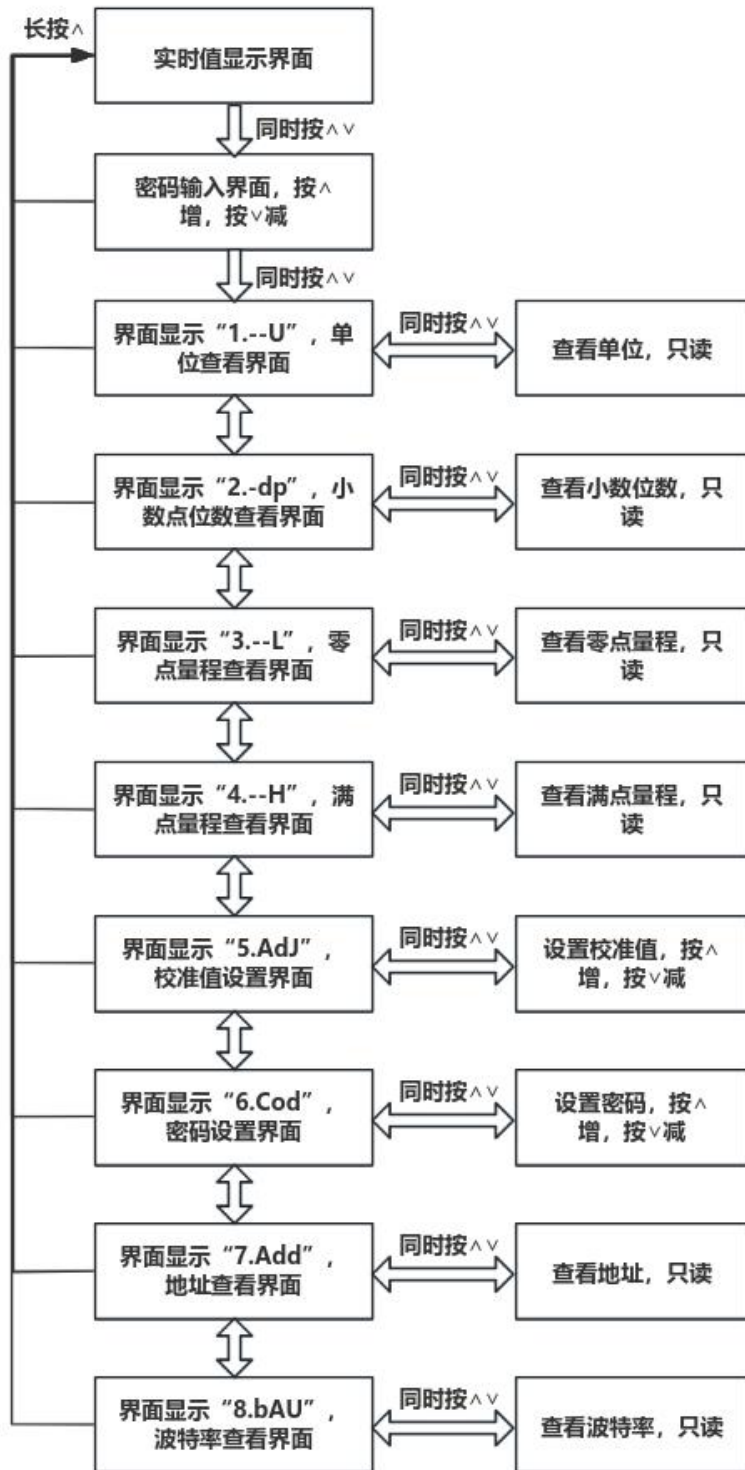 长按∧
实时值显示界面
同时按∧∨
密码输入界面，按∧
增，按∨减
同时按∧∨
界面显示“1.--U”，单
位查看界面
同时按∧∨
查看单位，只读
界面显示“2.-dp”，小
数点位数查看界面
同时按∧∨
查看小数位数，只
读
界面显示“3.--L”，零
点量程查看界面
同时按∧∨
查看零点量程，只
读
界面显示“4.--H”，满
点量程查看界面
同时按∧∨
查看满点量程，只
读
界面显示“5.AdJ”，
校准值设置界面
同时按∧∨
设置校准值，按∧
增，按∨减
界面显示“6.Cod”，
密码设置界面
同时按∧∨
设置密码，按∧
增，按∨减
界面显示“7.Add”，
地址查看界面
同时按∧∨
查看地址，只读
界面显示“8.bAU”，
波特率查看界面
同时按∧∨
查看波特率，只读